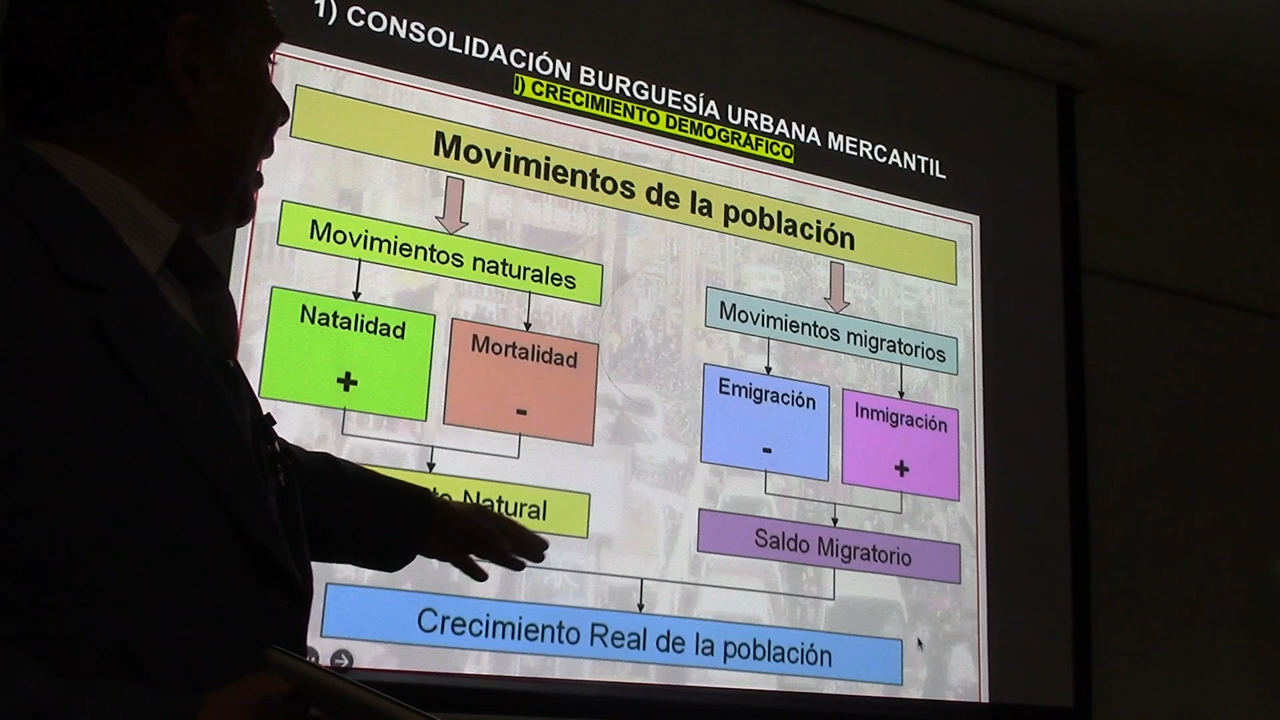 1) CONSOLIDACIÓN BURGUESÍA URBANA MERCANTIL
I) CRECIMIENTO DEMOGRÁFICO
Movimientos de la población
Movimientos naturales
Movimientos migratorios
Natalidad
+
Mortalidad
-
Emigración
-
Inmigración
+
Natural
Saldo Migratorio
Crecimiento Real de la población